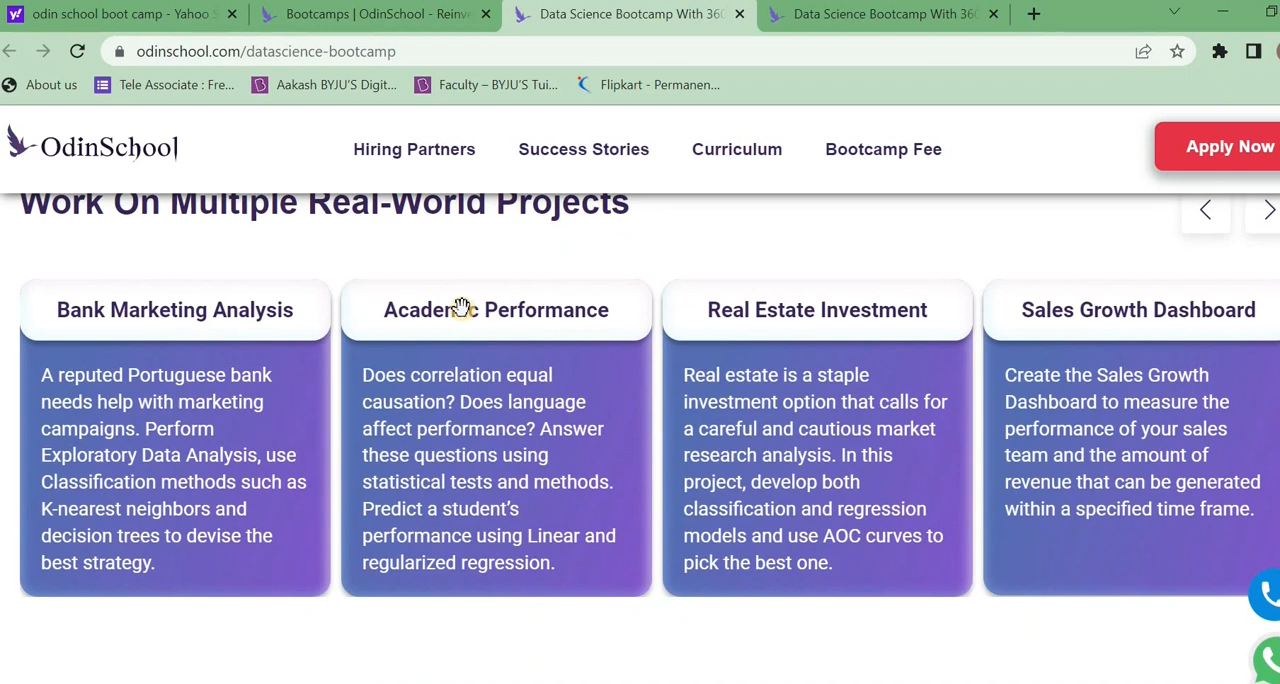 odin school boot camp - Yahoo S
Bootcamps | OdinSchool - Reinve
Data Science Bootcamp With 360
Data Science Bootcamp With 360
odinschool.com/datascience-bootcamp
About us
Tele Associate : Fre...
Aakash BYJU'S Digit...
Faculty – BYJU'S Tui...
Flipkart - Permanen...
OdinSchool
Hiring Partners
Success Stories
Curriculum
Bootcamp Fee
Apply Now
Work On Multiple Real-World Projects
Bank Marketing Analysis
A reputed Portuguese bank
needs help with marketing
campaigns. Perform
Exploratory Data Analysis, use
Classification methods such as
K-nearest neighbors and
decision trees to devise the
best strategy.
Academic Performance
Does correlation equal
causation? Does language
affect performance? Answer
these questions using
statistical tests and methods.
Predict a student's
performance using Linear and
regularized regression.
Real Estate Investment
Real estate is a staple
investment option that calls for
a careful and cautious market
research analysis. In this
project, develop both
classification and regression
models and use AOC curves to
pick the best one.
Sales Growth Dashboard
Create the Sales Growth
Dashboard to measure the
performance of your sales
team and the amount of
revenue that can be generated
within a specified time frame.